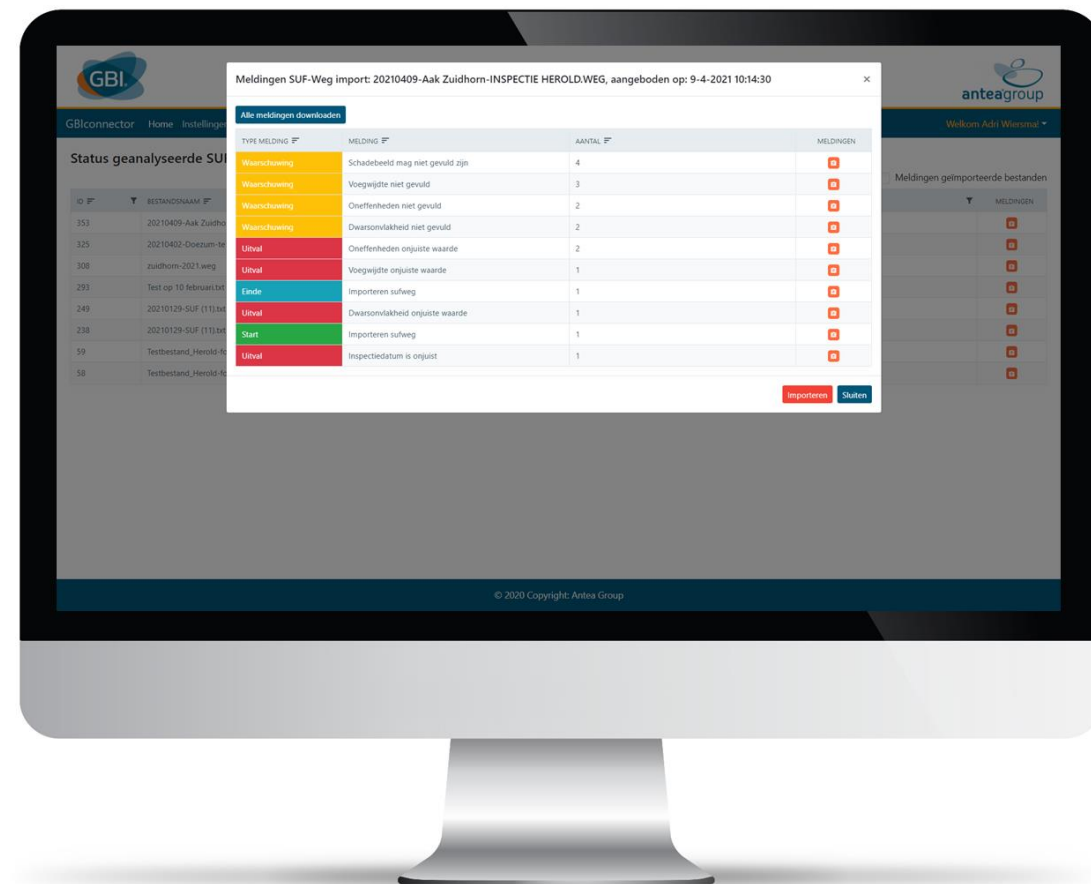 GBI
Meldingen SUF-Weg import: 20210409-Aak Zuidhorn-INSPECTIE HEROLD.WEG, aangeboden op: 9-4-2021 10:14:30 ×
anteagroup
GBIconnector Home Instellingen Welkom Adri Wiersma!
Alle meldingen downloaden
Status geanalyseerde SUF
Meldingen geïmporteerde bestanden
TYPE MELDING MELDING AANTAL MELDINGEN
Waarschuwing Schadebeeld mag niet gevuld zijn 4
Waarschuwing Voegwijdte niet gevuld 3
Waarschuwing Oneffenheden niet gevuld 2
Waarschuwing Dwarsonvlakheid niet gevuld 2
Uitval Oneffenheden onjuiste waarde 2
Uitval Voegwijdte onjuiste waarde 1
Einde Importeren sufweg 1
Uitval Dwarsonvlakheid onjuiste waarde 1
Start Importeren sufweg 1
Uitval Inspectiedatum is onjuist 1
Importeren Sluiten
ID BESTANDSNAAM MELDINGEN
353 20210409-Aak Zuidho
325 20210402-Doezum-te
308 zuidhorn-2021.weg
293 Test op 10 februari.txt
249 20210129-SUF (11).txt
238 20210129-SUF (11).txt
59 Testbestand_Herold-fo
58 Testbestand_Herold-fo
© 2020 Copyright: Antea Group